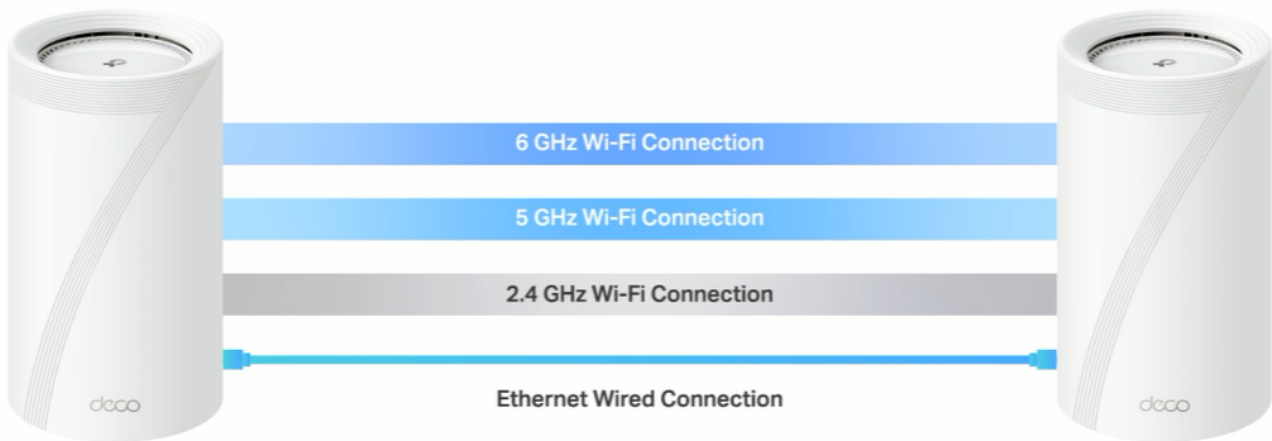 6 GHz Wi-Fi Connection
5 GHz Wi-Fi Connection
2.4 GHz Wi-Fi Connection
Ethernet Wired Connection
deco
deco